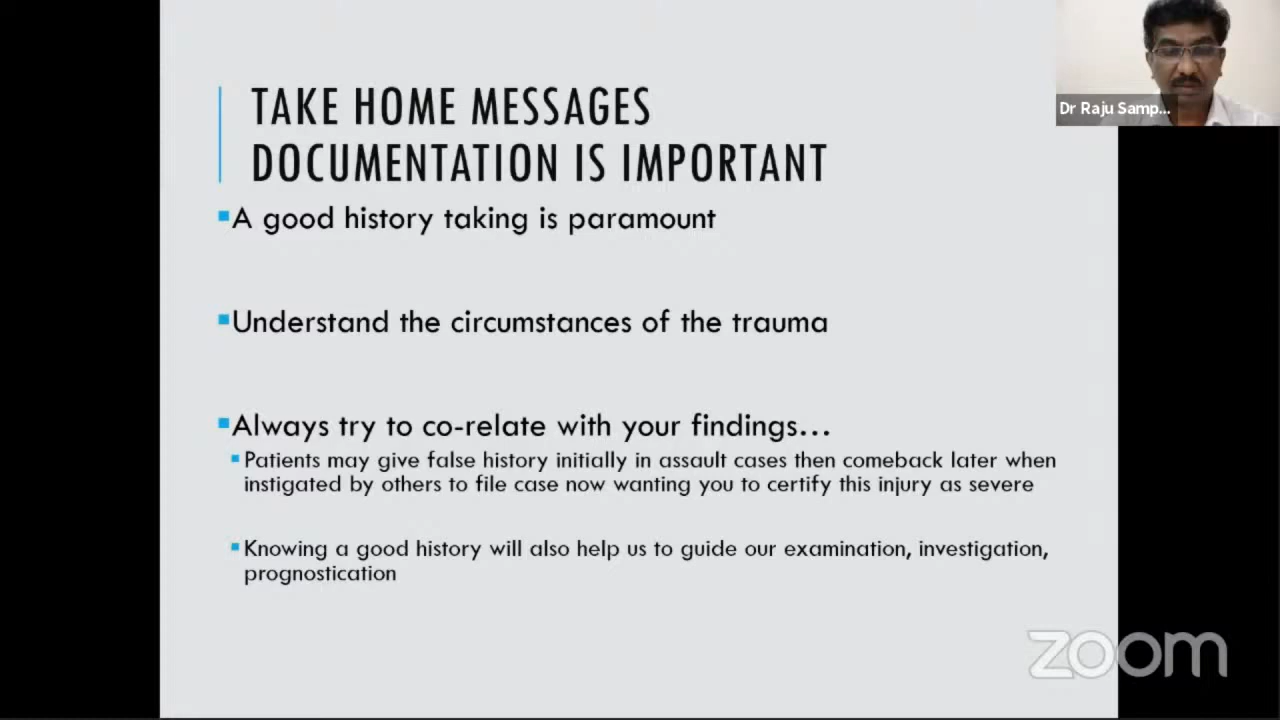 TAKE HOME MESSAGES
DOCUMENTATION IS IMPORTANT
Dr Raju Samp...
▪A good history taking is paramount
▪Understand the circumstances of the trauma
▪Always try to co-relate with your findings...
▪Patients may give false history initially in assault cases then comeback later when
instigated by others to file case now wanting you to certify this injury as severe
▪Knowing a good history will also help us to guide our examination, investigation,
prognostication
zoom